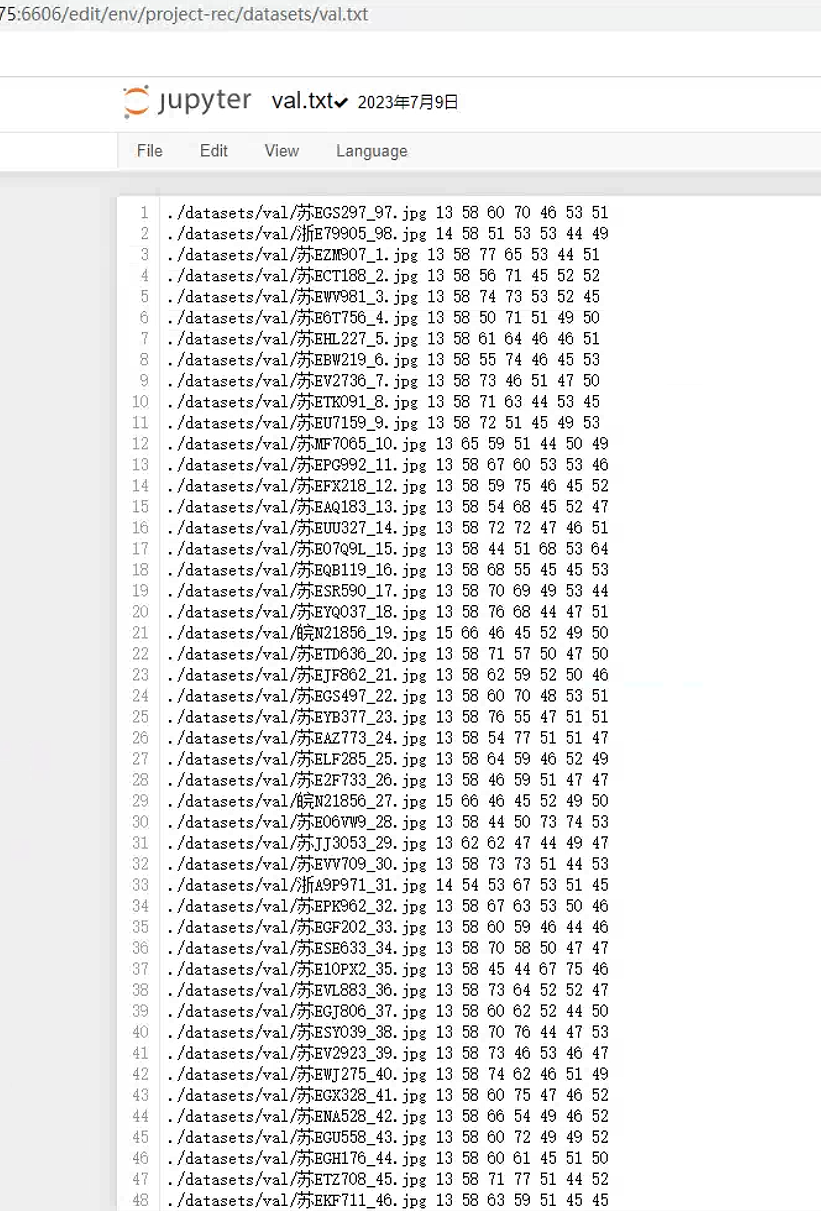 75:6606/edit/env/project-rec/datasets/val.txt
jupyter val.txt✔ 2023年7月9日
File Edit View Language
1 ./datasets/val/苏EGS297_97.jpg 13 58 60 70 46 53 51
2 ./datasets/val/浙E79905_98.jpg 14 58 51 53 53 44 49
3 ./datasets/val/苏EZM907_1.jpg 13 58 77 65 53 44 51
4 ./datasets/val/苏ECT188_2.jpg 13 58 56 71 45 52 52
5 ./datasets/val/苏EWV981_3.jpg 13 58 74 73 53 52 45
6 ./datasets/val/苏E6T756_4.jpg 13 58 50 71 51 49 50
7 ./datasets/val/苏EHL227_5.jpg 13 58 61 64 46 46 51
8 ./datasets/val/苏EBW219_6.jpg 13 58 55 74 46 45 53
9 ./datasets/val/苏EV2736_7.jpg 13 58 73 46 51 47 50
10 ./datasets/val/苏ETK091_8.jpg 13 58 71 63 44 53 45
11 ./datasets/val/苏EU7159_9.jpg 13 58 72 51 45 49 53
12 ./datasets/val/苏MF7065_10.jpg 13 65 59 51 44 50 49
13 ./datasets/val/苏EPG992_11.jpg 13 58 67 60 53 53 46
14 ./datasets/val/苏EFX218_12.jpg 13 58 59 75 46 45 52
15 ./datasets/val/苏EAQ183_13.jpg 13 58 54 68 45 52 47
16 ./datasets/val/苏EUU327_14.jpg 13 58 72 72 47 46 51
17 ./datasets/val/苏E07Q9L_15.jpg 13 58 44 51 68 53 64
18 ./datasets/val/苏EQB119_16.jpg 13 58 68 55 45 45 53
19 ./datasets/val/苏ESR590_17.jpg 13 58 70 69 49 53 44
20 ./datasets/val/苏EYQ037_18.jpg 13 58 76 68 44 47 51
21 ./datasets/val/皖N21856_19.jpg 15 66 46 45 52 49 50
22 ./datasets/val/苏ETD636_20.jpg 13 58 71 57 50 47 50
23 ./datasets/val/苏EJF862_21.jpg 13 58 62 59 52 50 46
24 ./datasets/val/苏EGS497_22.jpg 13 58 60 70 48 53 51
25 ./datasets/val/苏EYB377_23.jpg 13 58 76 55 47 51 51
26 ./datasets/val/苏EAZ773_24.jpg 13 58 54 77 51 51 47
27 ./datasets/val/苏ELF285_25.jpg 13 58 64 59 46 52 49
28 ./datasets/val/苏E2F733_26.jpg 13 58 46 59 51 47 47
29 ./datasets/val/皖N21856_27.jpg 15 66 46 45 52 49 50
30 ./datasets/val/苏E06VW9_28.jpg 13 58 44 50 73 74 53
31 ./datasets/val/苏JJ3053_29.jpg 13 62 62 47 44 49 47
32 ./datasets/val/苏EVV709_30.jpg 13 58 73 73 51 44 53
33 ./datasets/val/浙A9P971_31.jpg 14 54 53 67 53 51 45
34 ./datasets/val/苏EPK962_32.jpg 13 58 67 63 53 50 46
35 ./datasets/val/苏EGF202_33.jpg 13 58 60 59 46 44 46
36 ./datasets/val/苏ESE633_34.jpg 13 58 70 58 50 47 47
37 ./datasets/val/苏E10PX2_35.jpg 13 58 45 44 67 75 46
38 ./datasets/val/苏EVL883_36.jpg 13 58 73 64 52 52 47
39 ./datasets/val/苏EGJ806_37.jpg 13 58 60 62 52 44 50
40 ./datasets/val/苏ESY039_38.jpg 13 58 70 76 44 47 53
41 ./datasets/val/苏EV2923_39.jpg 13 58 73 46 53 46 47
42 ./datasets/val/苏EWJ275_40.jpg 13 58 74 62 46 51 49
43 ./datasets/val/苏EGX328_41.jpg 13 58 60 75 47 46 52
44 ./datasets/val/苏ENA528_42.jpg 13 58 66 54 49 46 52
45 ./datasets/val/苏EGU558_43.jpg 13 58 60 72 49 49 52
46 ./datasets/val/苏EGH176_44.jpg 13 58 60 61 45 51 50
47 ./datasets/val/苏ETZ708_45.jpg 13 58 71 77 51 44 52
48 ./datasets/val/苏EKF711_46.jpg 13 58 63 59 51 45 45